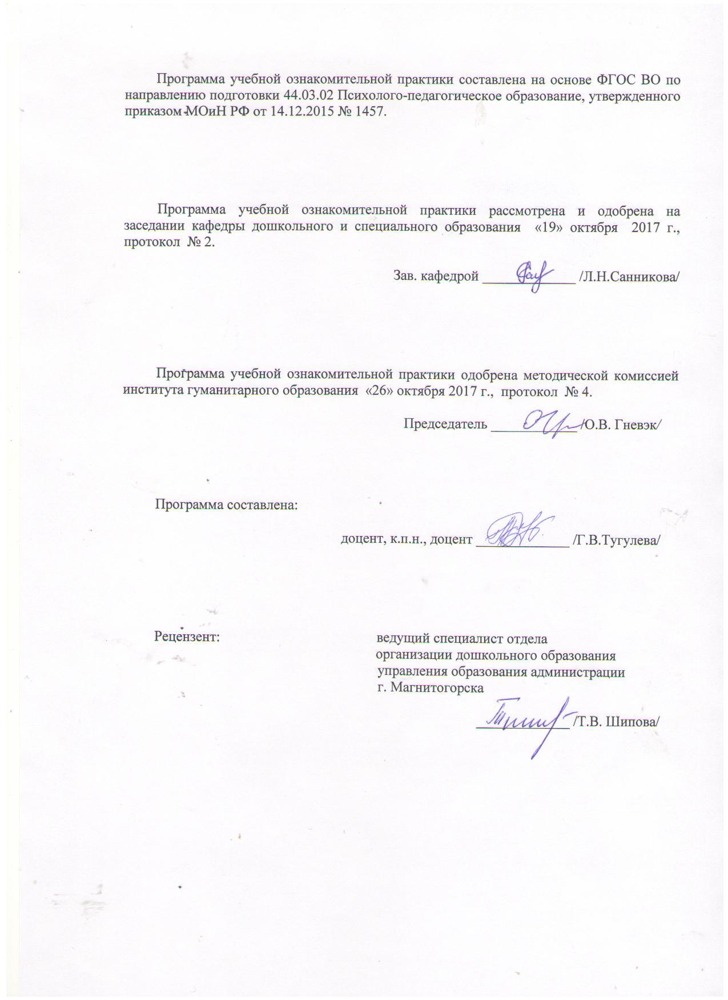 Программа учебной ознакомительной практики составлена на основе ФГОС ВО по
направлению подготовки 44.03.02 Психолого-педагогическое образование, утвержденного
приказом МОиН РФ от 14.12.2015 № 1457.
Программа учебной ознакомительной практики рассмотрена и одобрена на
заседании кафедры дошкольного и специального образования «19» октября 2017 г.,
протокол № 2.
Зав. кафедрой _____________ /Л.Н.Санникова/
Программа учебной ознакомительной практики одобрена методической комиссией
института гуманитарного образования «26» октября 2017 г., протокол № 4.
Председатель ____________ /О.В. Гневэк/
Программа составлена:
доцент, к.п.н., доцент _____________ /Г.В.Тугулева/
Рецензент: ведущий специалист отдела
организации дошкольного образования
управления образования администрации
г. Магнитогорска
_____________ /Т.В. Шипова/